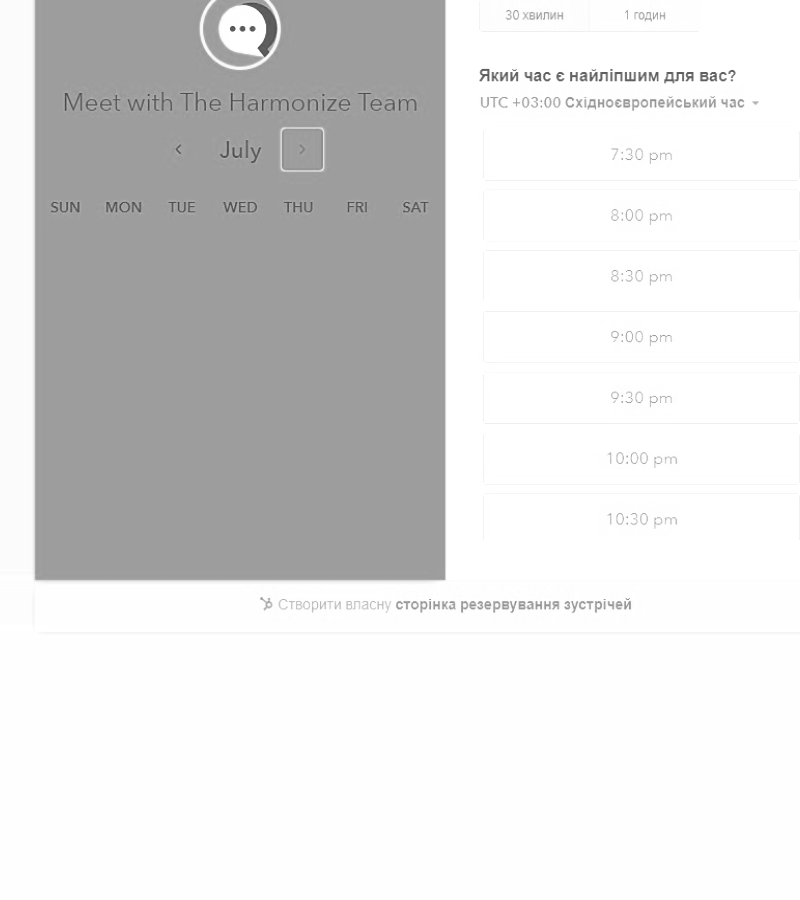 Meet with The Harmonize Team
July
SUN MON TUE WED THU FRI SAT
30 хвилин 1 годин
Який час є найліпшим для вас?
UTC +03:00 Східноєвропейський час
7:30 pm
8:00 pm
8:30 pm
9:00 pm
9:30 pm
10:00 pm
10:30 pm
Створити власну сторінка резервування зустрічей